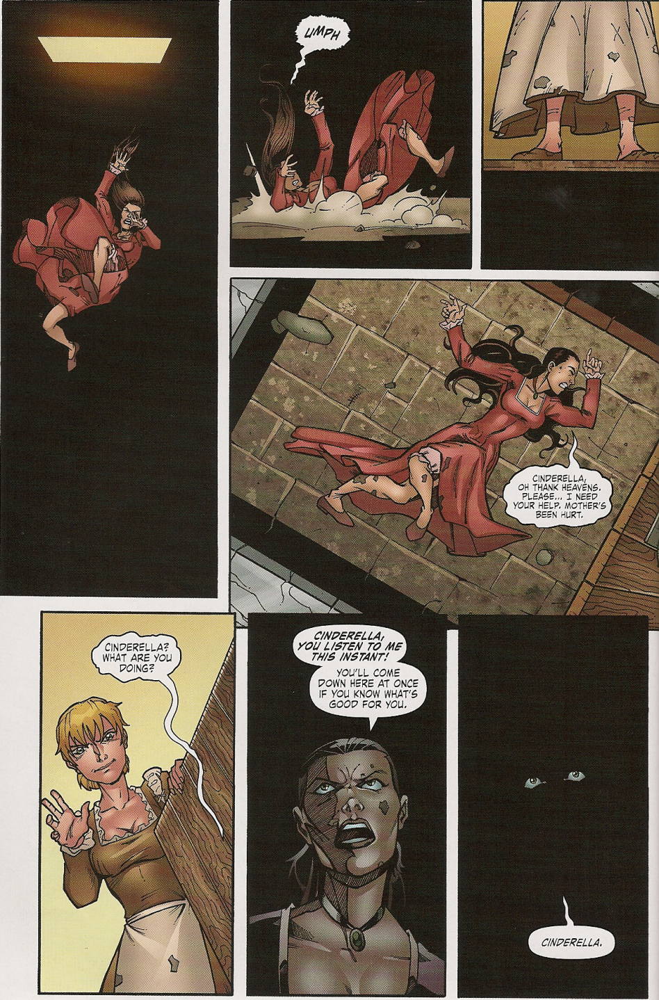 UMPH
CINDERELLA,
OH THANK HEAVENS.
PLEASE... I NEED
YOUR HELP. MOTHER'S
BEEN HURT.
CINDERELLA?
WHAT ARE YOU
DOING?
CINDERELLA,
YOU LISTEN TO ME
THIS INSTANT!
YOU'LL COME
DOWN HERE AT ONCE
IF YOU KNOW WHAT'S
GOOD FOR YOU.
CINDERELLA.